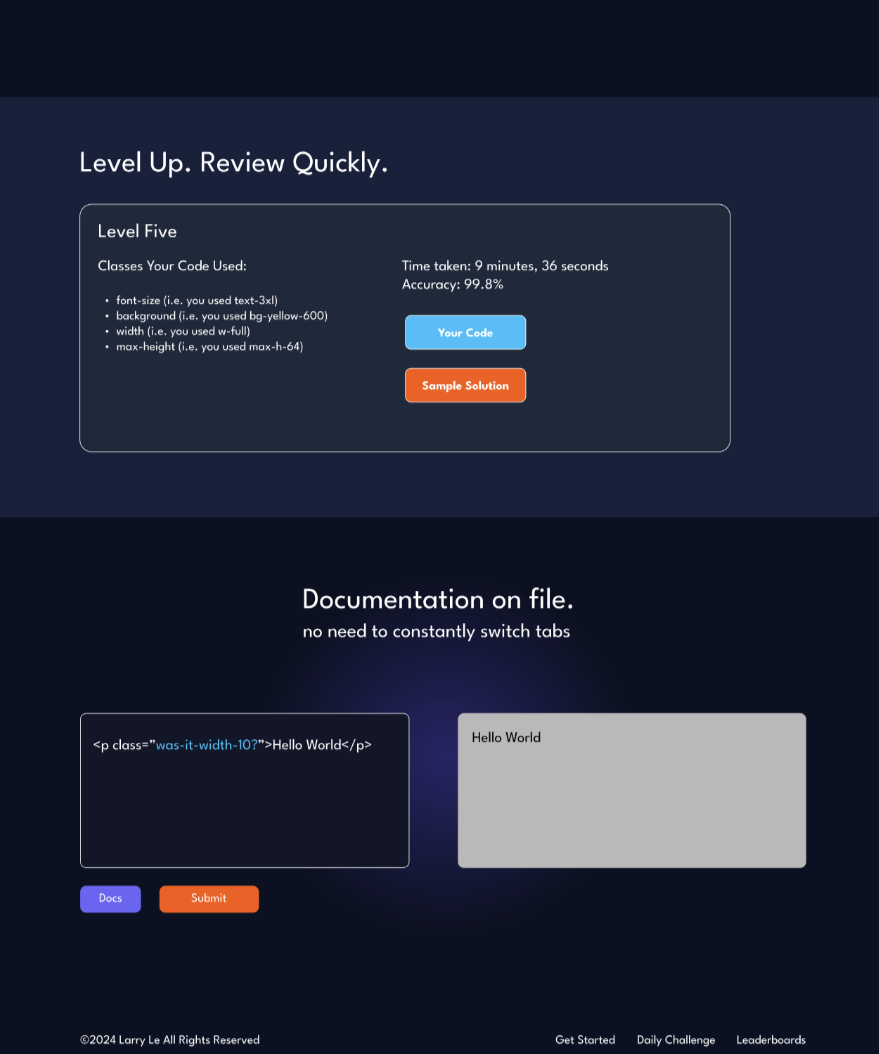 Level Up. Review Quickly.
Level Five
Classes Your Code Used:
• font-size (i.e. you used text-3xl)
• background (i.e. you used bg-yellow-600)
• width (i.e. you used w-full)
• max-height (i.e. you used max-h-64)
Time taken: 9 minutes, 36 seconds
Accuracy: 99.8%
Your Code
Sample Solution
Documentation on file.
no need to constantly switch tabs
<p class=”was-it-width-10?”>Hello World</p>
Hello World
Docs
Submit
©2024 Larry Le All Rights Reserved
Get Started
Daily Challenge
Leaderboards